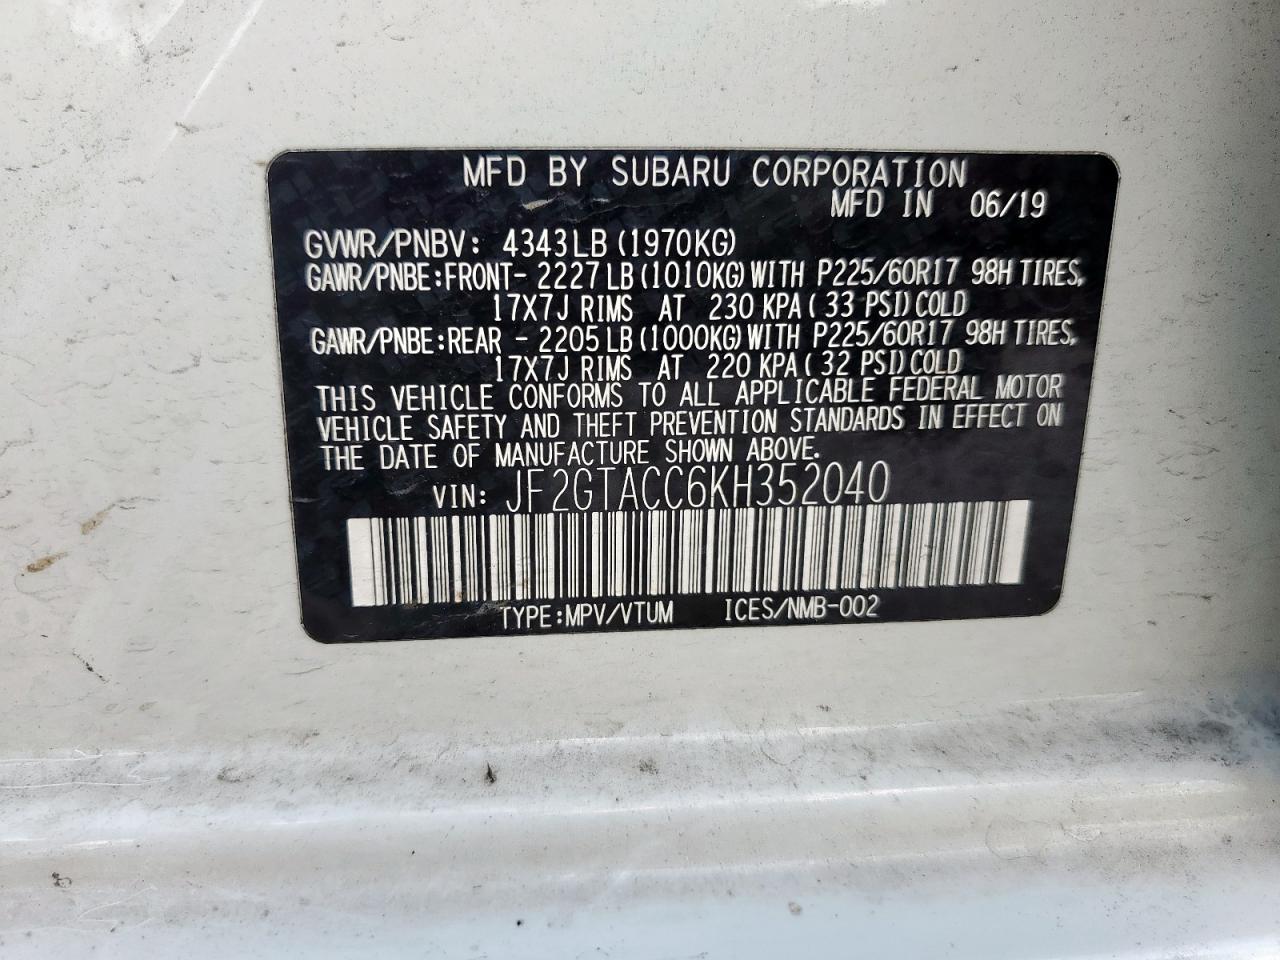 MFD BY SUBARU CORPORATION
MFD IN 06/19
GVWR/PNBV: 4343LB (1970KG)
GAWR/PNBE:FRONT- 2227LB (1010KG) WITH P225/60R17 98H TIRES,
17X7J RIMS AT 230 KPA ( 33 PSI) COLD
GAWR/PNBE:REAR - 2205LB (1000KG) WITH P225/60R17 98H TIRES,
17X7J RIMS AT 220 KPA ( 32 PSI) COLD
THIS VEHICLE CONFORMS TO ALL APPLICABLE FEDERAL MOTOR
VEHICLE SAFETY AND THEFT PREVENTION STANDARDS IN EFFECT ON
THE DATE OF MANUFACTURE SHOWN ABOVE.
VIN: JF2GTACC6KH352040
TYPE:MPV/VTUM ICES/NMB-002